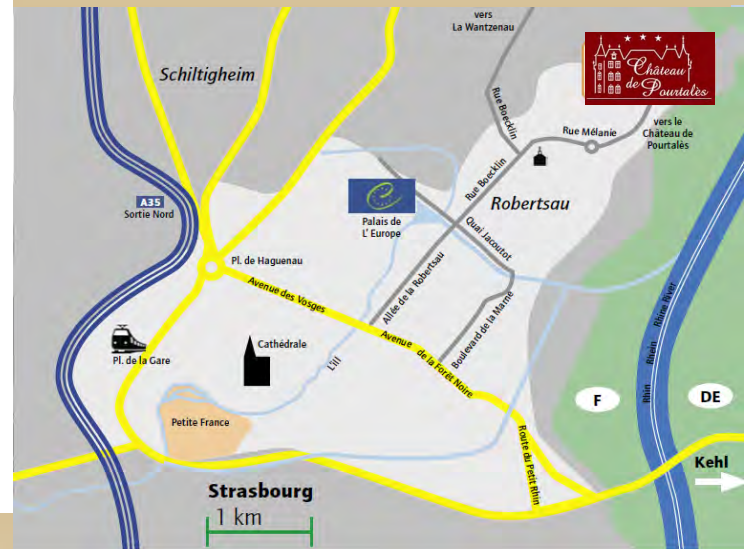 vers
La Wantzenau
Château
de
Pourtalès
Schiltigheim
Rue Boecklin
Rue Mélanie
vers le
Château de
Pourtalès
A35
Sortie Nord
Rue Boecklin
Robertsau
Palais de
L' Europe
Quai Jacoutot
Pl. de Haguenau
Allée de la Robertsau
Avenue des Vosges
Boulevard de la Marne
Rhin Rhein Rhine River
Cathédrale
Avenue de la Forêt Noire
L'Ill
Pl. de la Gare
F
DE
Petite France
Route du Petit Rhin
Kehl
Strasbourg
1 km